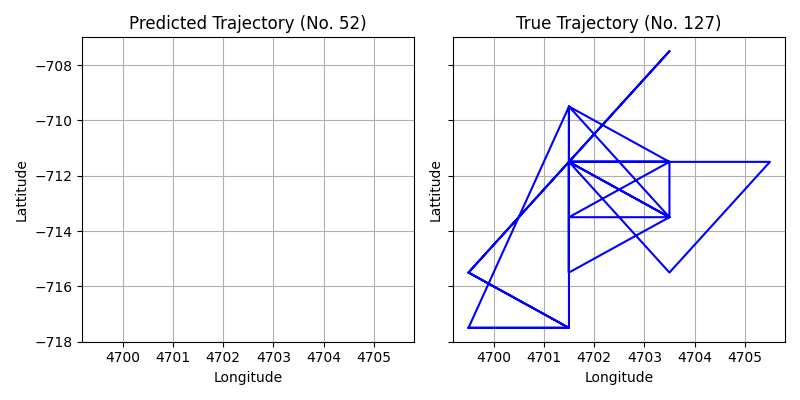 Predicted Trajectory (No. 52)
True Trajectory (No. 127)
Lattitude
−708
−710
−712
−714
−716
−718
4700 4701 4702 4703 4704 4705
Longitude
Lattitude
4700 4701 4702 4703 4704 4705
Longitude